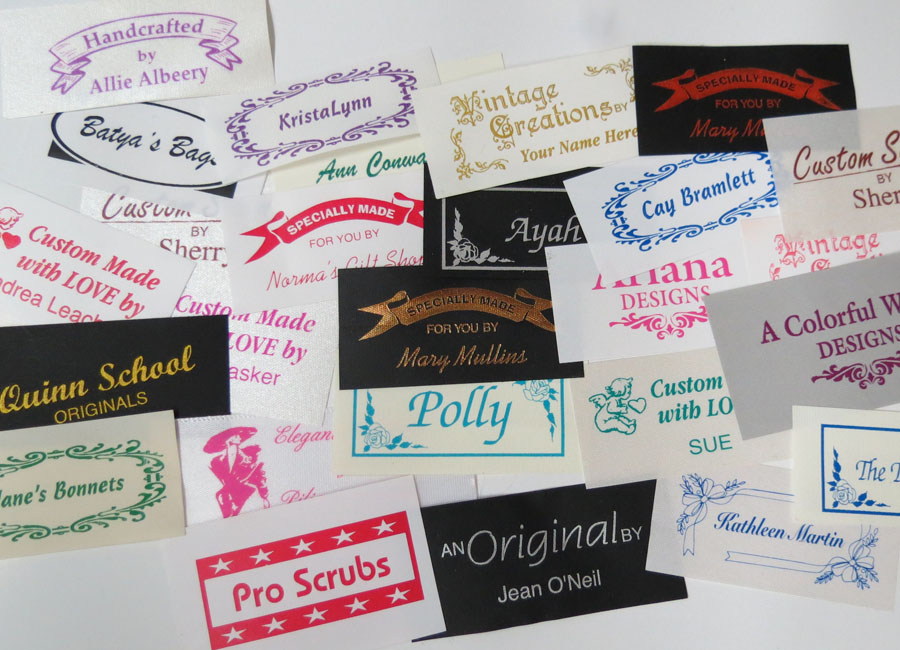 Handcrafted
by
Allie Albeery
Batya's Bag
KristaLynn
Ann Conwa
Vintage
Creations BY
Your Name Here
SPECIALLY MADE
FOR YOU BY
Mary
Custom
BY
Sherr
Cay Bramlett
Custom
BY
Sherry
SPECIALLY MADE
FOR YOU BY
Norma's Gift Shop
Ayah
Custom Made
with LOVE by
ndrea Leach
Custom Made
LOVE by
asker
SPECIALLY MADE
FOR YOU BY
Mary Mullins
Ariana
DESIGNS
Vintage
A Colorful W
DESIGNS
Quinn School
ORIGINALS
Polly
Custom
with LO
SUE
Jane's Bonnets
Elegan
The
Pro Scrubs
AN Original BY
Jean O'Neil
Kathleen Martin